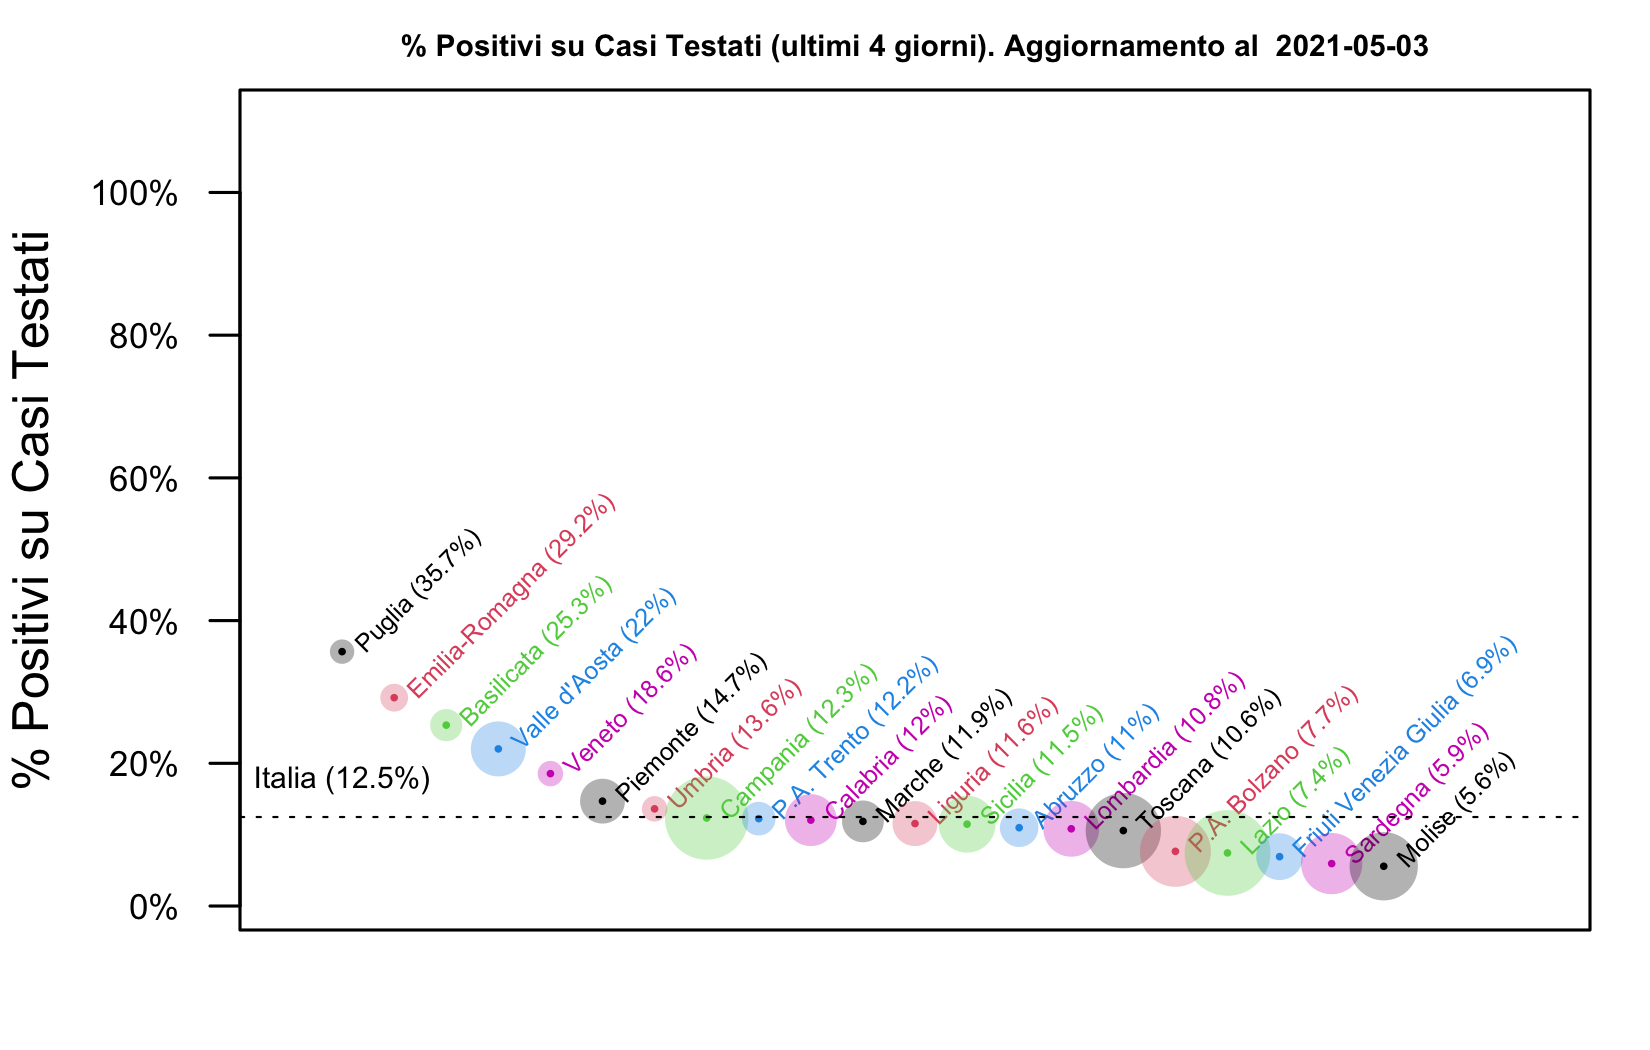 % Positivi su Casi Testati (ultimi 4 giorni). Aggiornamento al 2021-05-03
% Positivi su Casi Testati
100%
80%
60%
40%
20%
0%
Italia (12.5%)
Puglia (35.7%)
Emilia-Romagna (29.2%)
Basilicata (25.3%)
Valle d'Aosta (22%)
Veneto (18.6%)
Piemonte (14.7%)
Umbria (13.6%)
Campania (12.3%)
P.A. Trento (12.2%)
Calabria (12%)
Marche (11.9%)
Liguria (11.6%)
Sicilia (11.5%)
Abruzzo (11%)
Lombardia (10.8%)
Toscana (10.6%)
P.A. Bolzano (7.7%)
Lazio (7.4%)
Friuli Venezia Giulia (6.9%)
Sardegna (5.9%)
Molise (5.6%)